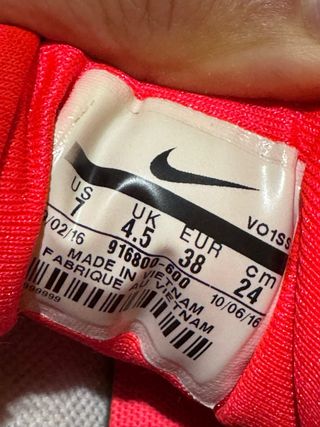 VO1SS
US UK EUR cm
7 4.5 38 24
/02/16 916800-600 10/06/16
MADE IN VIETNAM
FABRIQUE AU VIETNAM
999999